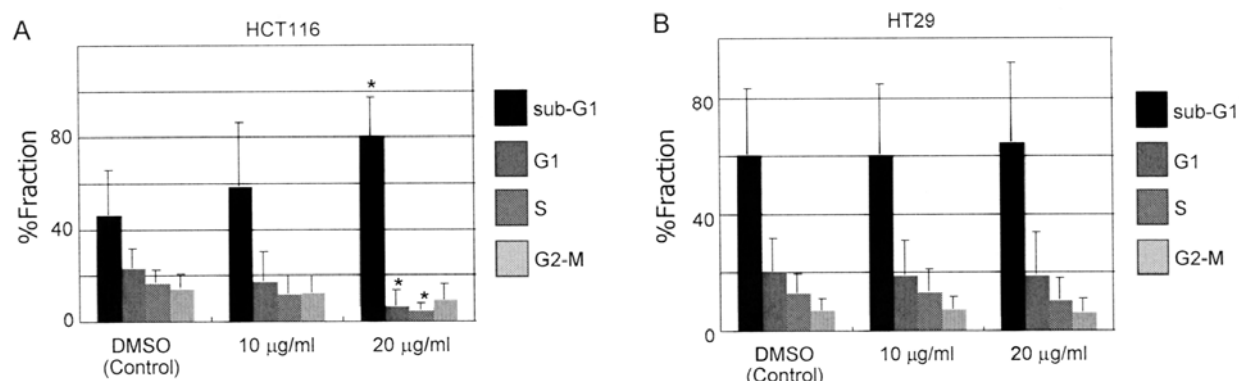 A
HCT116
%Fraction
80
40
0
*
*
*
DMSO
(Control)
10 μg/ml
20 μg/ml
sub-G1
G1
S
G2-M
B
HT29
%Fraction
80
40
0
DMSO
(Control)
10 μg/ml
20 μg/ml
sub-G1
G1
S
G2-M